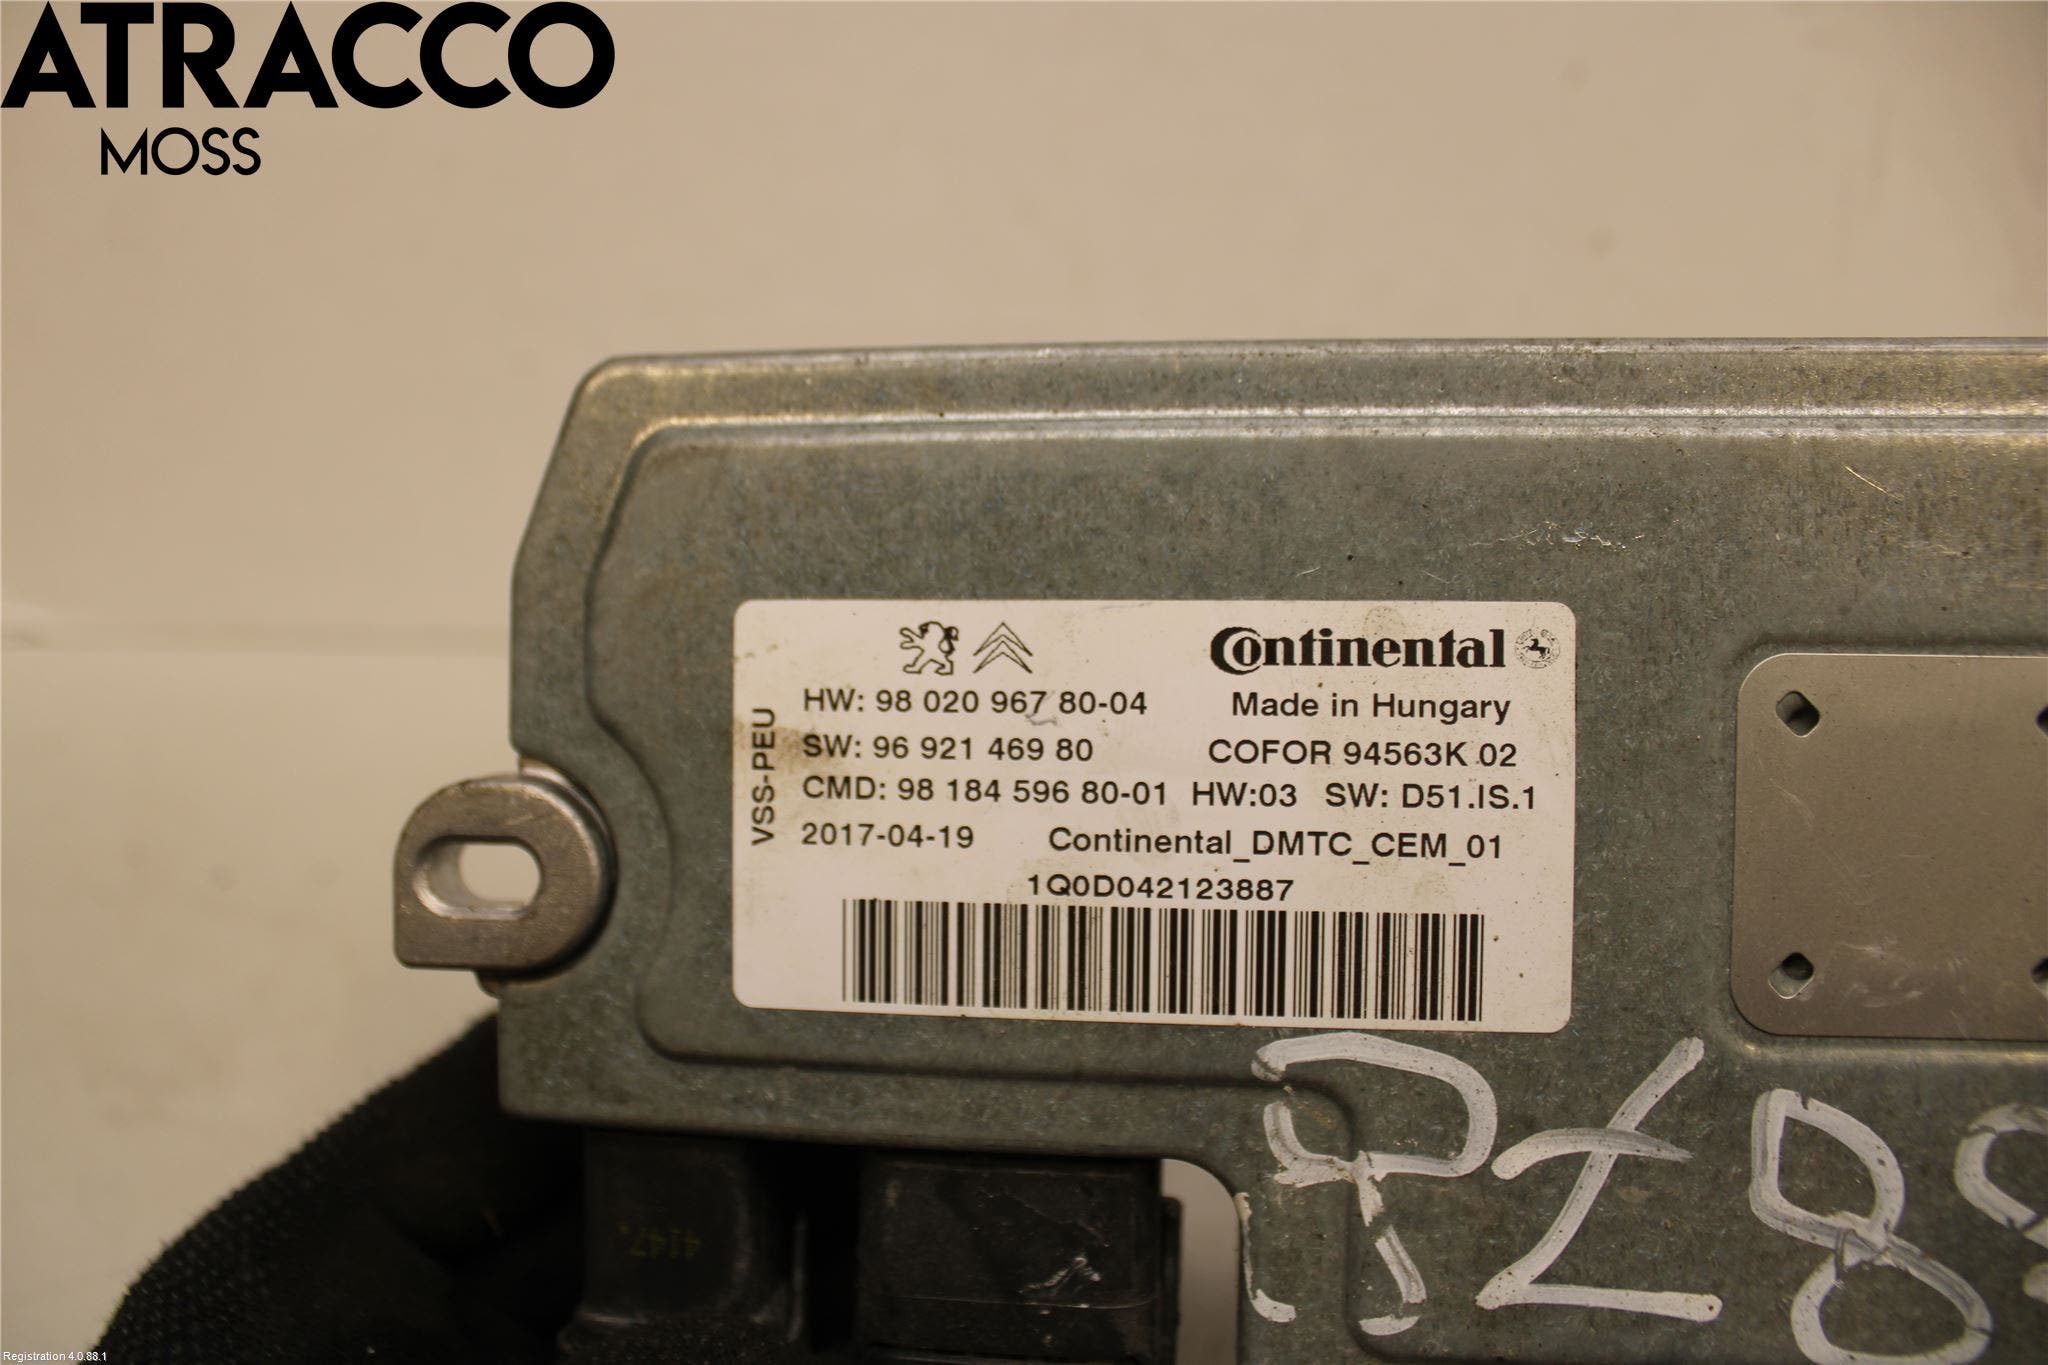 ATRACCO
MOSS
Continental
VSS-PEU
HW: 98 020 967 80-04
Made in Hungary
SW: 96 921 469 80
COFOR 94563K 02
CMD: 98 184 596 80-01 HW:03 SW: D51.IS.1
2017-04-19 Continental_DMTC_CEM_01
1Q0D042123887
4147.
Registration 4.0.88.1